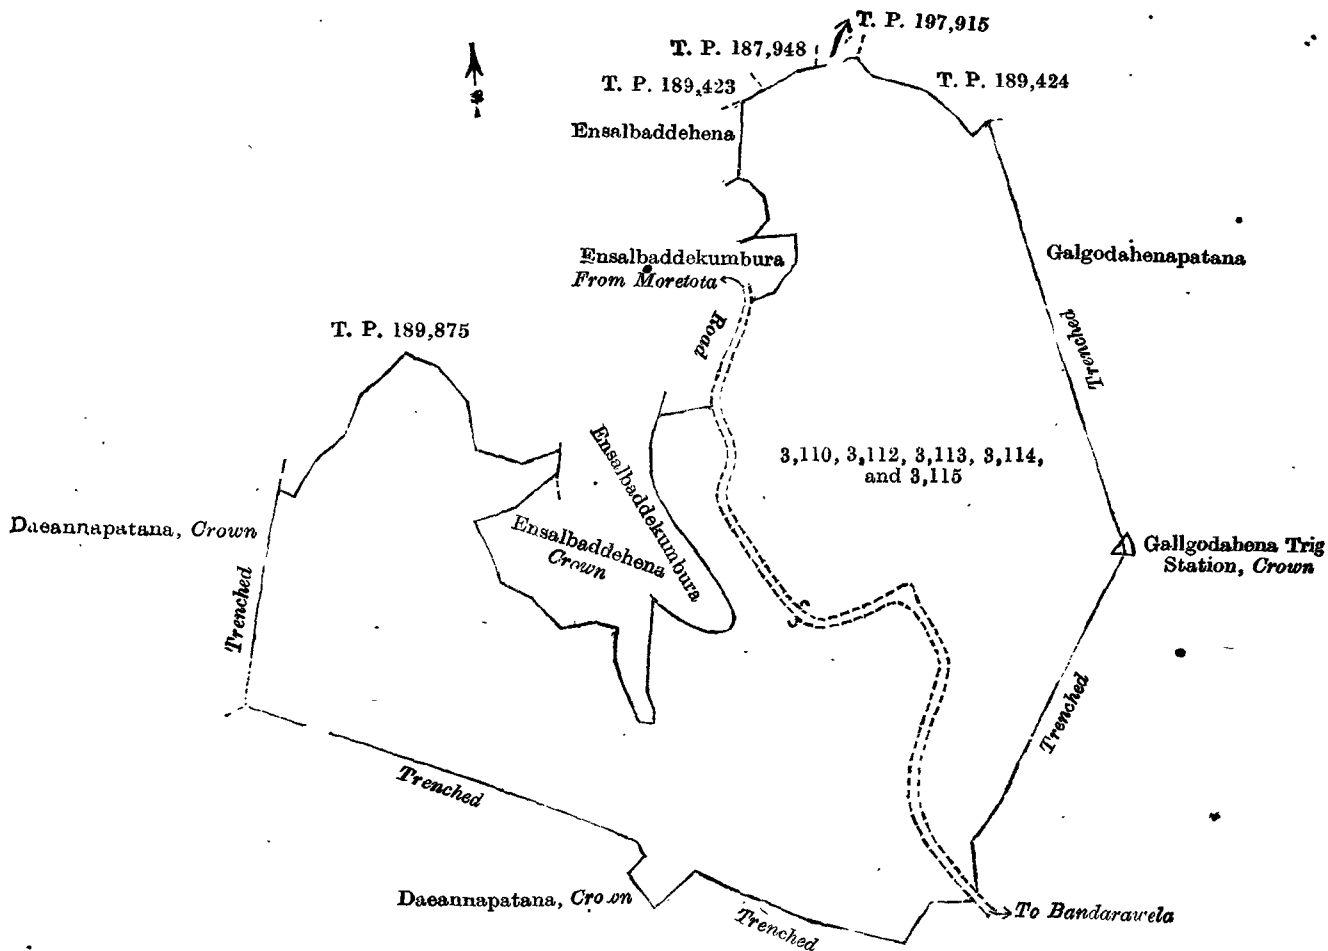 T. P. 197,915
T. P. 187,948
T. P. 189,423
T. P. 189,424
Ensalbaddehena
Ensalbaddekumbura
From Moretota
Galgodahenapatana
Road
Trenched
T. P. 189,875
Ensalbaddekumbura
3,110, 3,112, 3,113, 3,114,
and 3,115
Daeannapatana, Crown
Ensalbaddehena
Crown
Gallgodahena Trig
Station, Crown
Trenched
Trenched
Trenched
Daeannapatana, Crown
Trenched
To Bandarawela